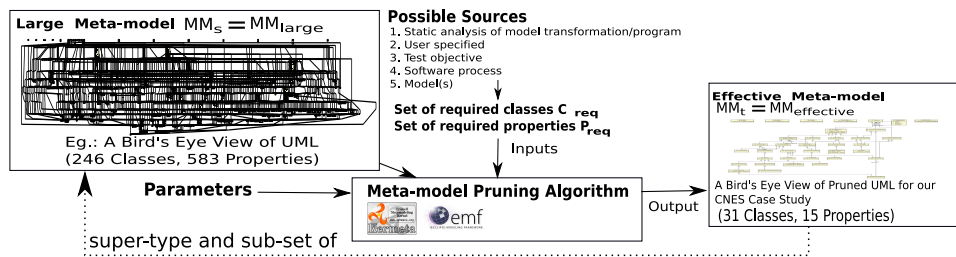 Large Meta-model MMs = MMlarge
Eg.: A Bird's Eye View of UML
(246 Classes, 583 Properties)
Possible Sources
1. Static analysis of model transformation/program
2. User specified
3. Test objective
4. Software process
5. Model(s)
Set of required classes C req
Set of required properties Preq
Inputs
Parameters
Meta-model Pruning Algorithm
Kermeta
emf
ECLIPSE MODELING FRAMEWORK
Output
Effective Meta-model
MMt = MMeffective
A Bird's Eye View of Pruned UML for our
CNES Case Study
(31 Classes, 15 Properties)
super-type and sub-set of